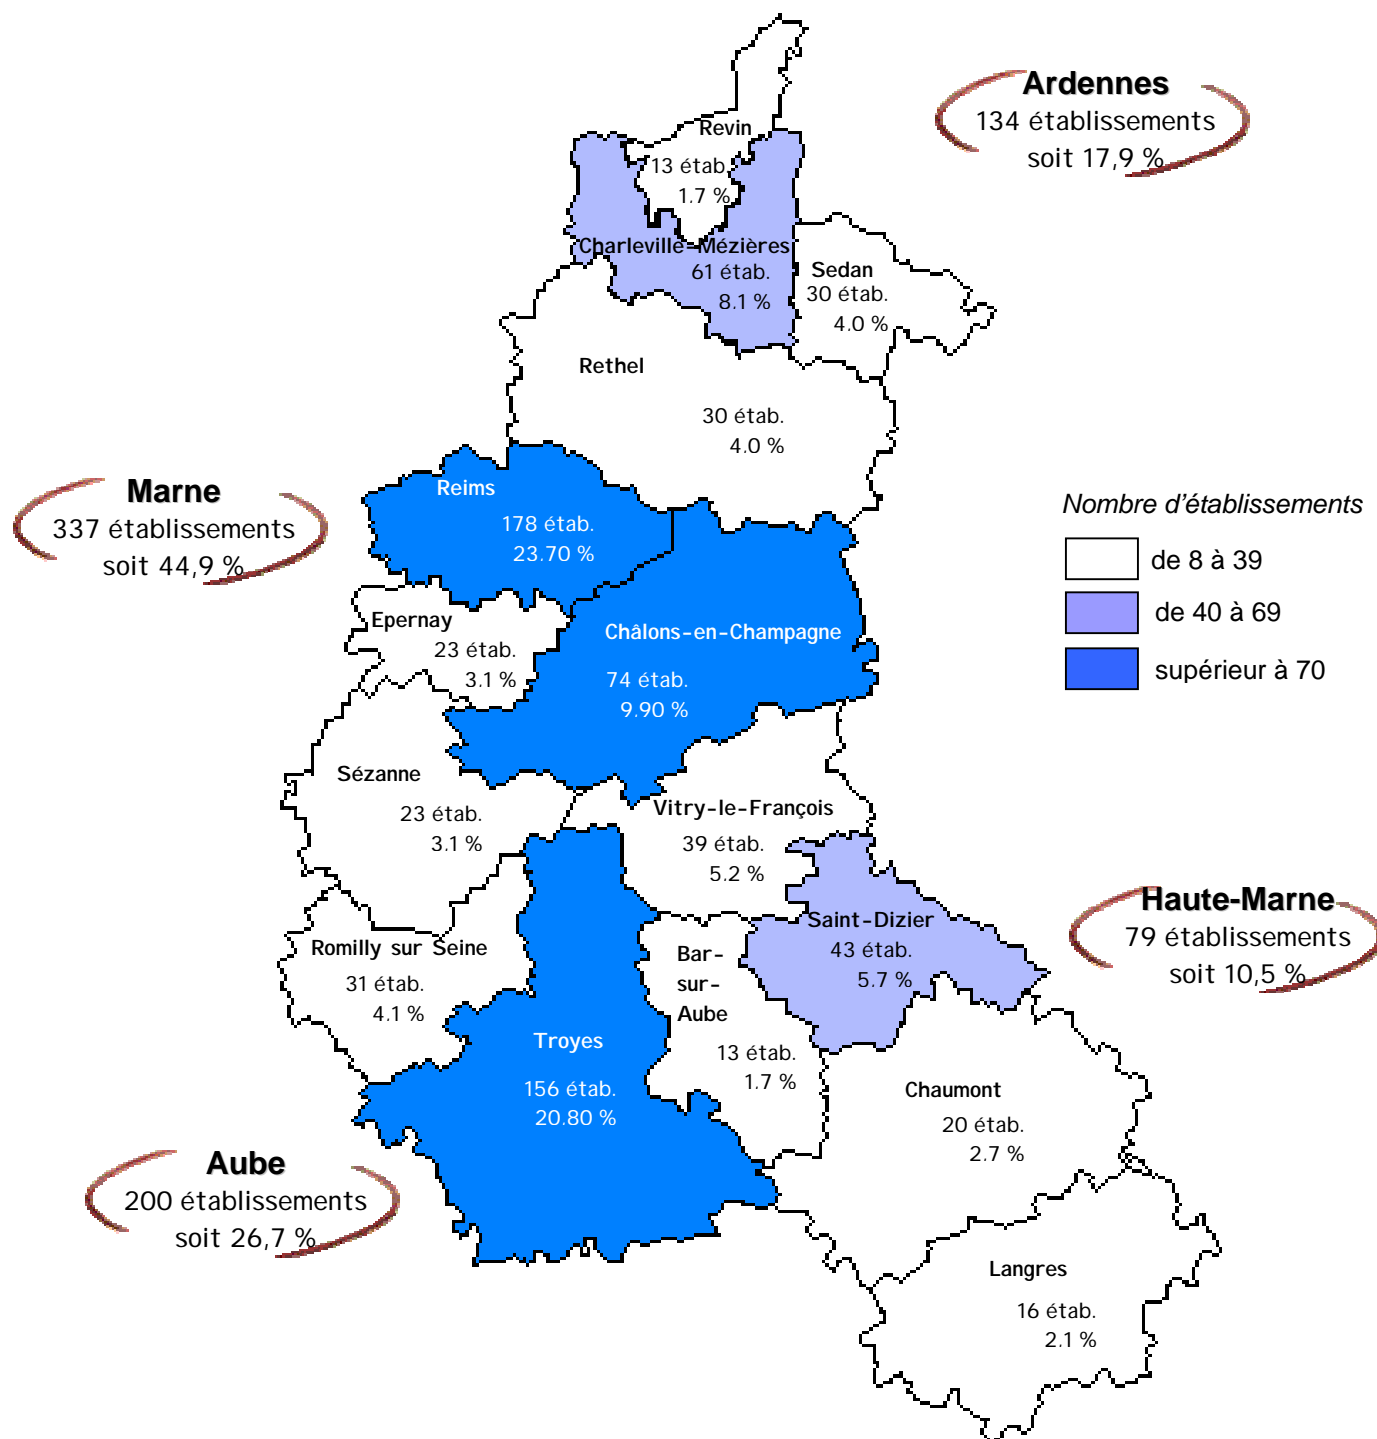 Ardennes
134 établissements
soit 17,9 %
Revin
13 étab.
1.7 %
Charleville-Mézières
61 étab.
8.1 %
Sedan
30 étab.
4.0 %
Rethel
30 étab.
4.0 %
Marne
337 établissements
soit 44,9 %
Reims
178 étab.
23.70 %
Nombre d'établissements
de 8 à 39
de 40 à 69
supérieur à 70
Epernay
23 étab.
3.1 %
Châlons-en-Champagne
74 étab.
9.90 %
Sézanne
23 étab.
3.1 %
Vitry-le-François
39 étab.
5.2 %
Haute-Marne
79 établissements
soit 10,5 %
Saint-Dizier
43 étab.
5.7 %
Romilly sur Seine
31 étab.
4.1 %
Bar-
sur-
Aube
13 étab.
1.7 %
Troyes
156 étab.
20.80 %
Chaumont
20 étab.
2.7 %
Aube
200 établissements
soit 26,7 %
Langres
16 étab.
2.1 %